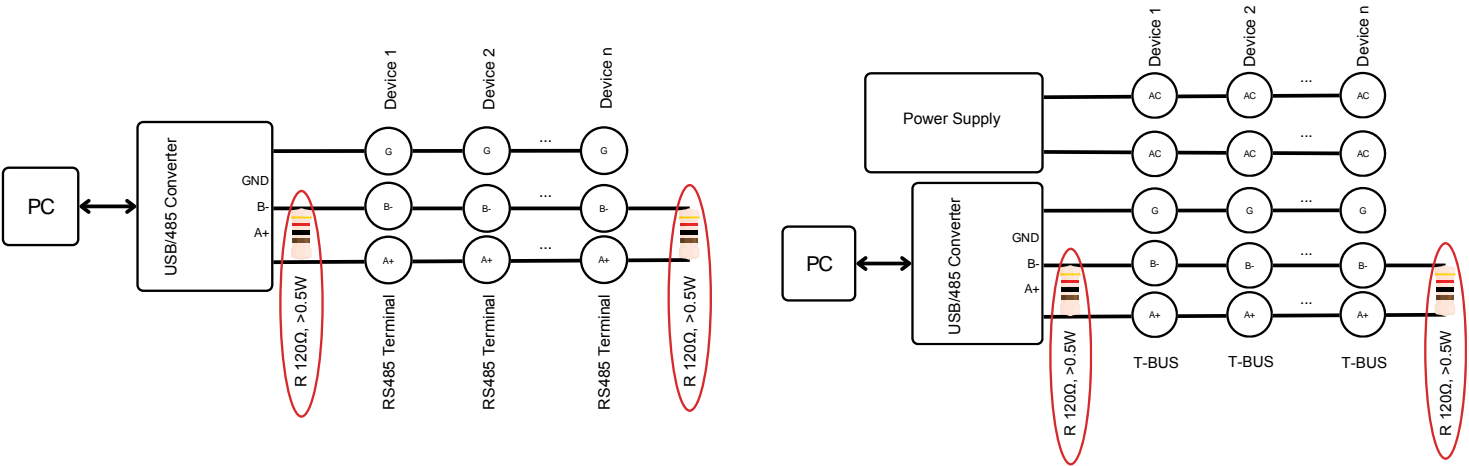 Device 1
Device 2
Device n
G
G
...
G
PC
USB/485 Converter
GND
B-
A+
B-
B-
...
B-
A+
A+
...
A+
R 120Ω, >0.5W
RS485 Terminal
RS485 Terminal
RS485 Terminal
R 120Ω, >0.5W
Device 1
Device 2
Device n
Power Supply
AC
AC
...
AC
AC
AC
...
AC
PC
USB/485 Converter
GND
B-
A+
G
G
...
G
B-
B-
...
B-
A+
A+
...
A+
R 120Ω, >0.5W
T-BUS
T-BUS
T-BUS
R 120Ω, >0.5W